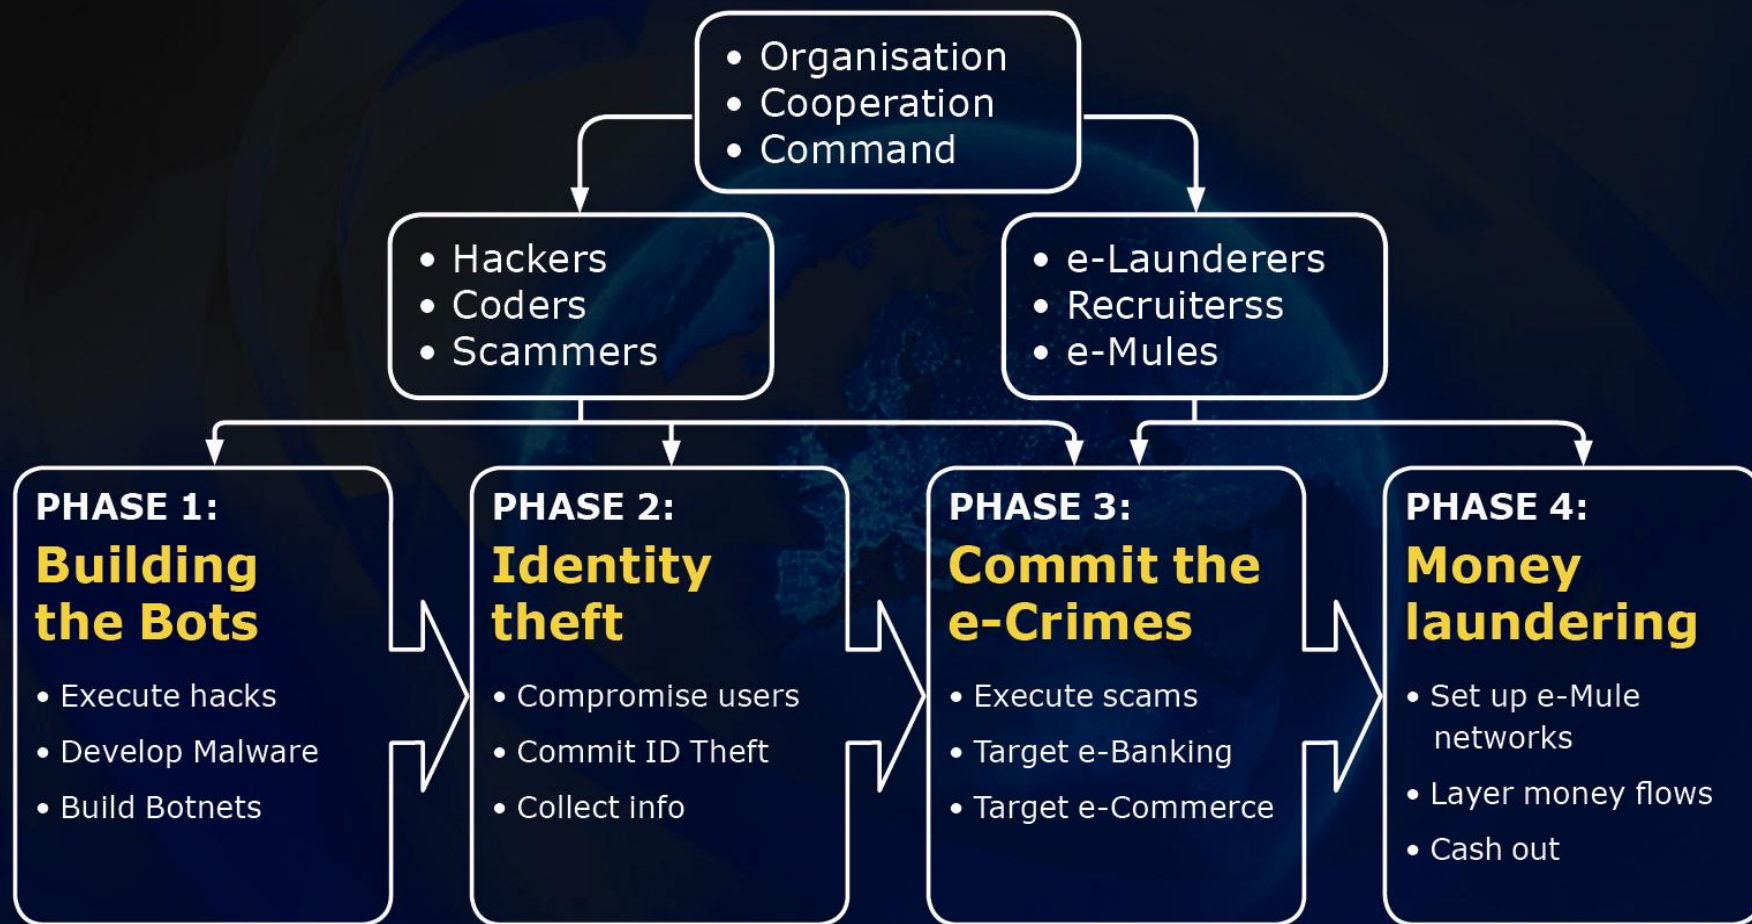 • Organisation
• Cooperation
• Command
• Hackers
• Coders
• Scammers
• e-Launderers
• Recruiterss
• e-Mules
PHASE 1:
Building
the Bots
• Execute hacks
• Develop Malware
• Build Botnets
PHASE 2:
Identity
theft
• Compromise users
• Commit ID Theft
• Collect info
PHASE 3:
Commit the
e-Crimes
• Execute scams
• Target e-Banking
• Target e-Commerce
PHASE 4:
Money
laundering
• Set up e-Mule
networks
• Layer money flows
• Cash out